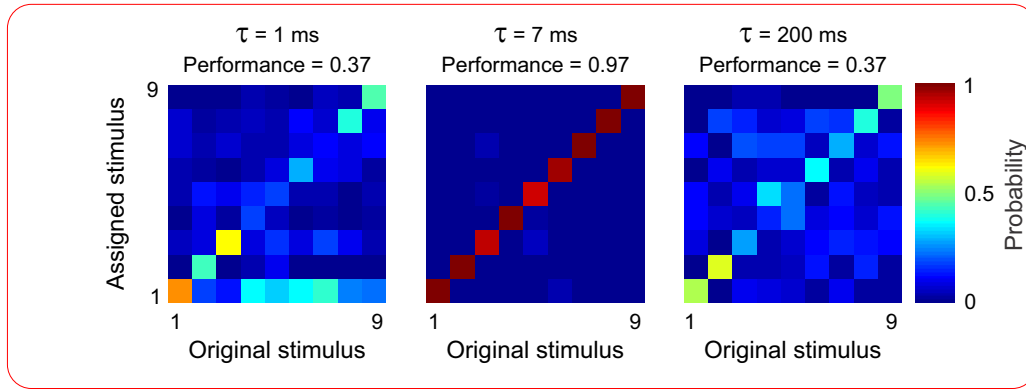 τ = 1 ms
Performance = 0.37
τ = 7 ms
Performance = 0.97
τ = 200 ms
Performance = 0.37
Assigned stimulus
9
1
1
9
Original stimulus
1
9
Original stimulus
1
9
Original stimulus
1
0.5
0
Probability